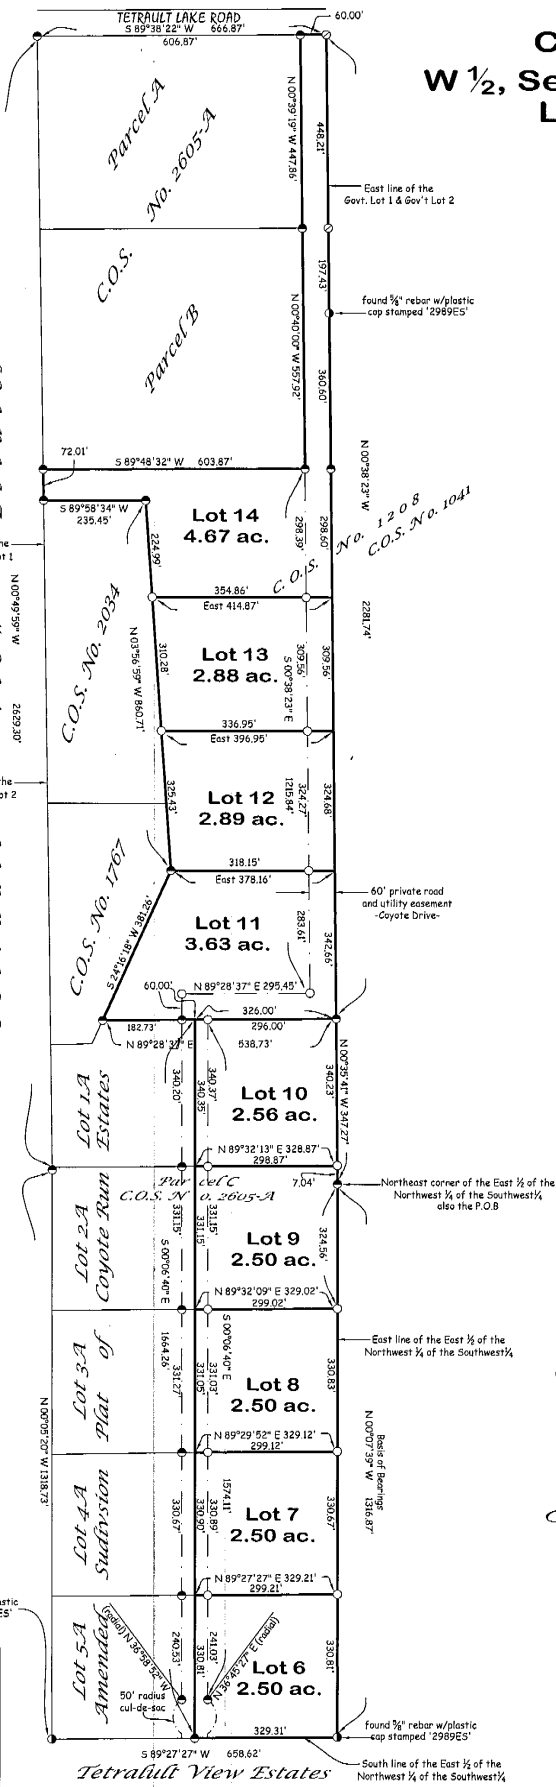 TETRAULT LAKE ROAD
S 89°38'22" W 666.87'
606.87'
60.00'
W ½, Se
Parcel A
N 00°39'19" W 447.86'
448.21'
No. 2605-A
East line of the
Govt. Lot 1 & Gov't Lot 2
C.O.S.
197.43'
found ⅝" rebar w/plastic
cap stamped '2989ES'
Parcel B
N 00°40'00" W 557.92'
360.60'
72.01'
S 89°48'32" W 603.87'
N 00°38'23" W
2281.74'
S 89°58'34" W
235.45'
Lot 14
4.67 ac.
224.99'
298.39'
298.60'
C. O. S. No. 1208
C.O.S. No. 1041
354.86'
East 414.87'
N 00°49'59" W
2629.30'
C.O.S. No. 2034
N 03°56'59" W 860.71'
310.28'
Lot 13
2.88 ac.
309.56'
S 00°38'23" E
1215.84'
309.56'
336.95'
East 396.95'
325.43'
Lot 12
2.89 ac.
324.27'
324.68'
318.15'
East 378.16'
C.O.S. No. 1767
S 24°16'18" W 381.26'
Lot 11
3.63 ac.
283.61'
342.66'
60' private road
and utility easement
-Coyote Drive-
60.00'
N 89°28'37" E 295.45'
326.00'
182.73'
296.00'
N 89°28'37" E 538.73'
Lot 1A
Estates
340.20'
340.35'
340.37'
Lot 10
2.56 ac.
340.23'
N 00°35'41" W 347.27'
N 89°32'13" E 328.87'
298.87'
7.04'
Parcel C
C.O.S. No. 2605-A
Northeast corner of the East ½ of the
Northwest ¼ of the Southwest¼
also the P.O.B
Lot 2A
Coyote Run
331.15'
331.15'
331.15'
Lot 9
2.50 ac.
324.56'
S 00°06'40" E
1664.26'
N 89°32'09" E 329.02'
299.02'
East line of the East ½ of the
Northwest ¼ of the Southwest¼
Lot 3A
Plat of
331.27'
331.05'
331.03'
S 00°06'40" E
1574.11'
Lot 8
2.50 ac.
330.83'
N 89°29'52" E 329.12'
299.12'
N 00°05'20" W 1318.73'
Basis of Bearings
N 00°07'39" W 1316.87'
Lot 4A
Sudivsion
330.67'
330.90'
330.89'
Lot 7
2.50 ac.
330.67'
N 89°27'27" E 329.21'
299.21'
Lot 5A
Amended
(radial)
N 36°58'52" W
240.53'
330.81'
241.03'
N 36°45'27" E (radial)
Lot 6
2.50 ac.
330.81'
50' radius
cul-de-sac
329.31'
found ⅝" rebar w/plastic
cap stamped '2989ES'
S 89°27'27" W 658.62'
South line of the East ½ of the
Northwest ¼ of the Southwest¼
Tetralult View Estates